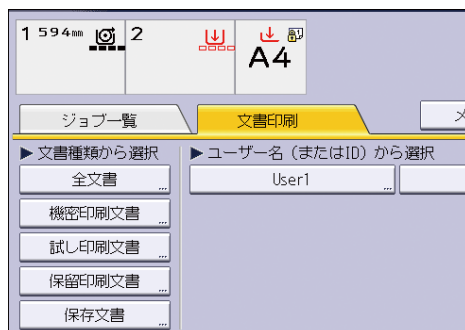 1 594mm 2
A4
ジョブ一覧 文書印刷 メ
▶文書種類から選択 ▶ユーザー名（またはID）から選択
全文書 User1
機密印刷文書
試し印刷文書
保留印刷文書
保存文書